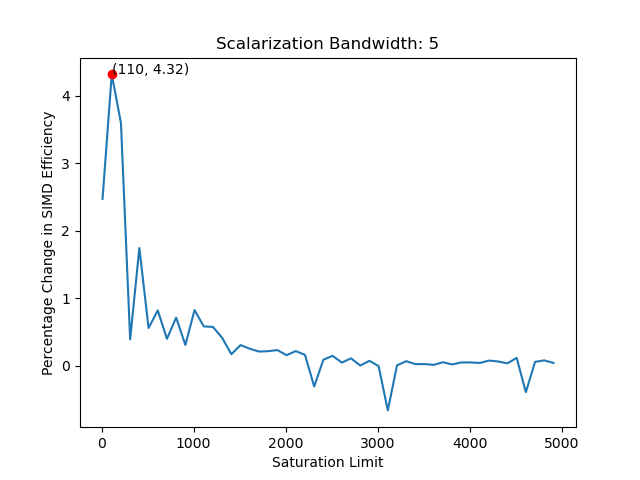 Scalarization Bandwidth: 5
(110, 4.32)
Percentage Change in SIMD Efficiency
4
3
2
1
0
0 1000 2000 3000 4000 5000
Saturation Limit